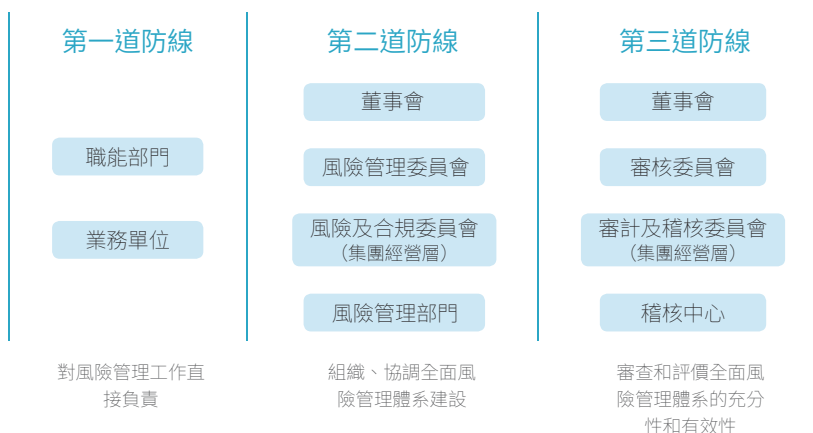 第一道防線
職能部門
業務單位
對風險管理工作直
接負責
第二道防線
董事會
風險管理委員會
風險及合規委員會
（集團經營層）
風險管理部門
組織、協調全面風
險管理體系建設
第三道防線
董事會
審核委員會
審計及稽核委員會
（集團經營層）
稽核中心
審查和評價全面風
險管理體系的充分
性和有效性